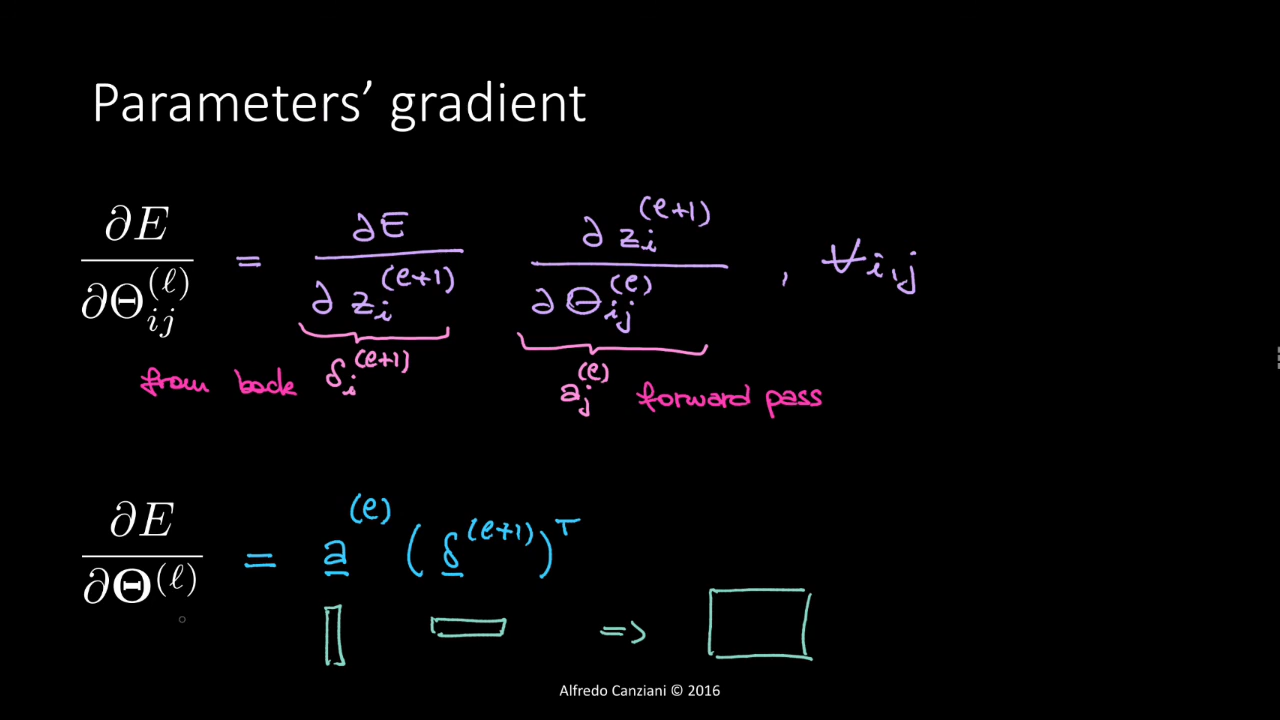 Parameters' gradient
∂E / ∂Θ_ij^(ℓ) = ∂E / ∂z_i^(ℓ+1) ∂z_i^(ℓ+1) / ∂Θ_ij^(ℓ) , ∀i,j
from back δ_i^(ℓ+1) a_j^(ℓ) forward pass
∂E / ∂Θ^(ℓ) = a^(ℓ) (δ^(ℓ+1))^T
=>
Alfredo Canziani © 2016